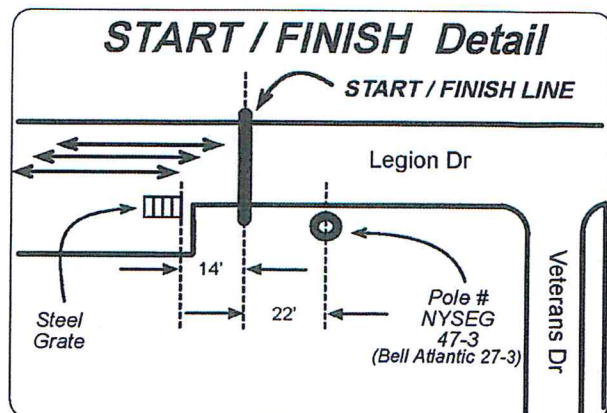 START / FINISH Detail
START / FINISH LINE
Legion Dr
14'
22'
Steel
Grate
Pole #
NYSEG
47-3
(Bell Atlantic 27-3)
Veterans Dr